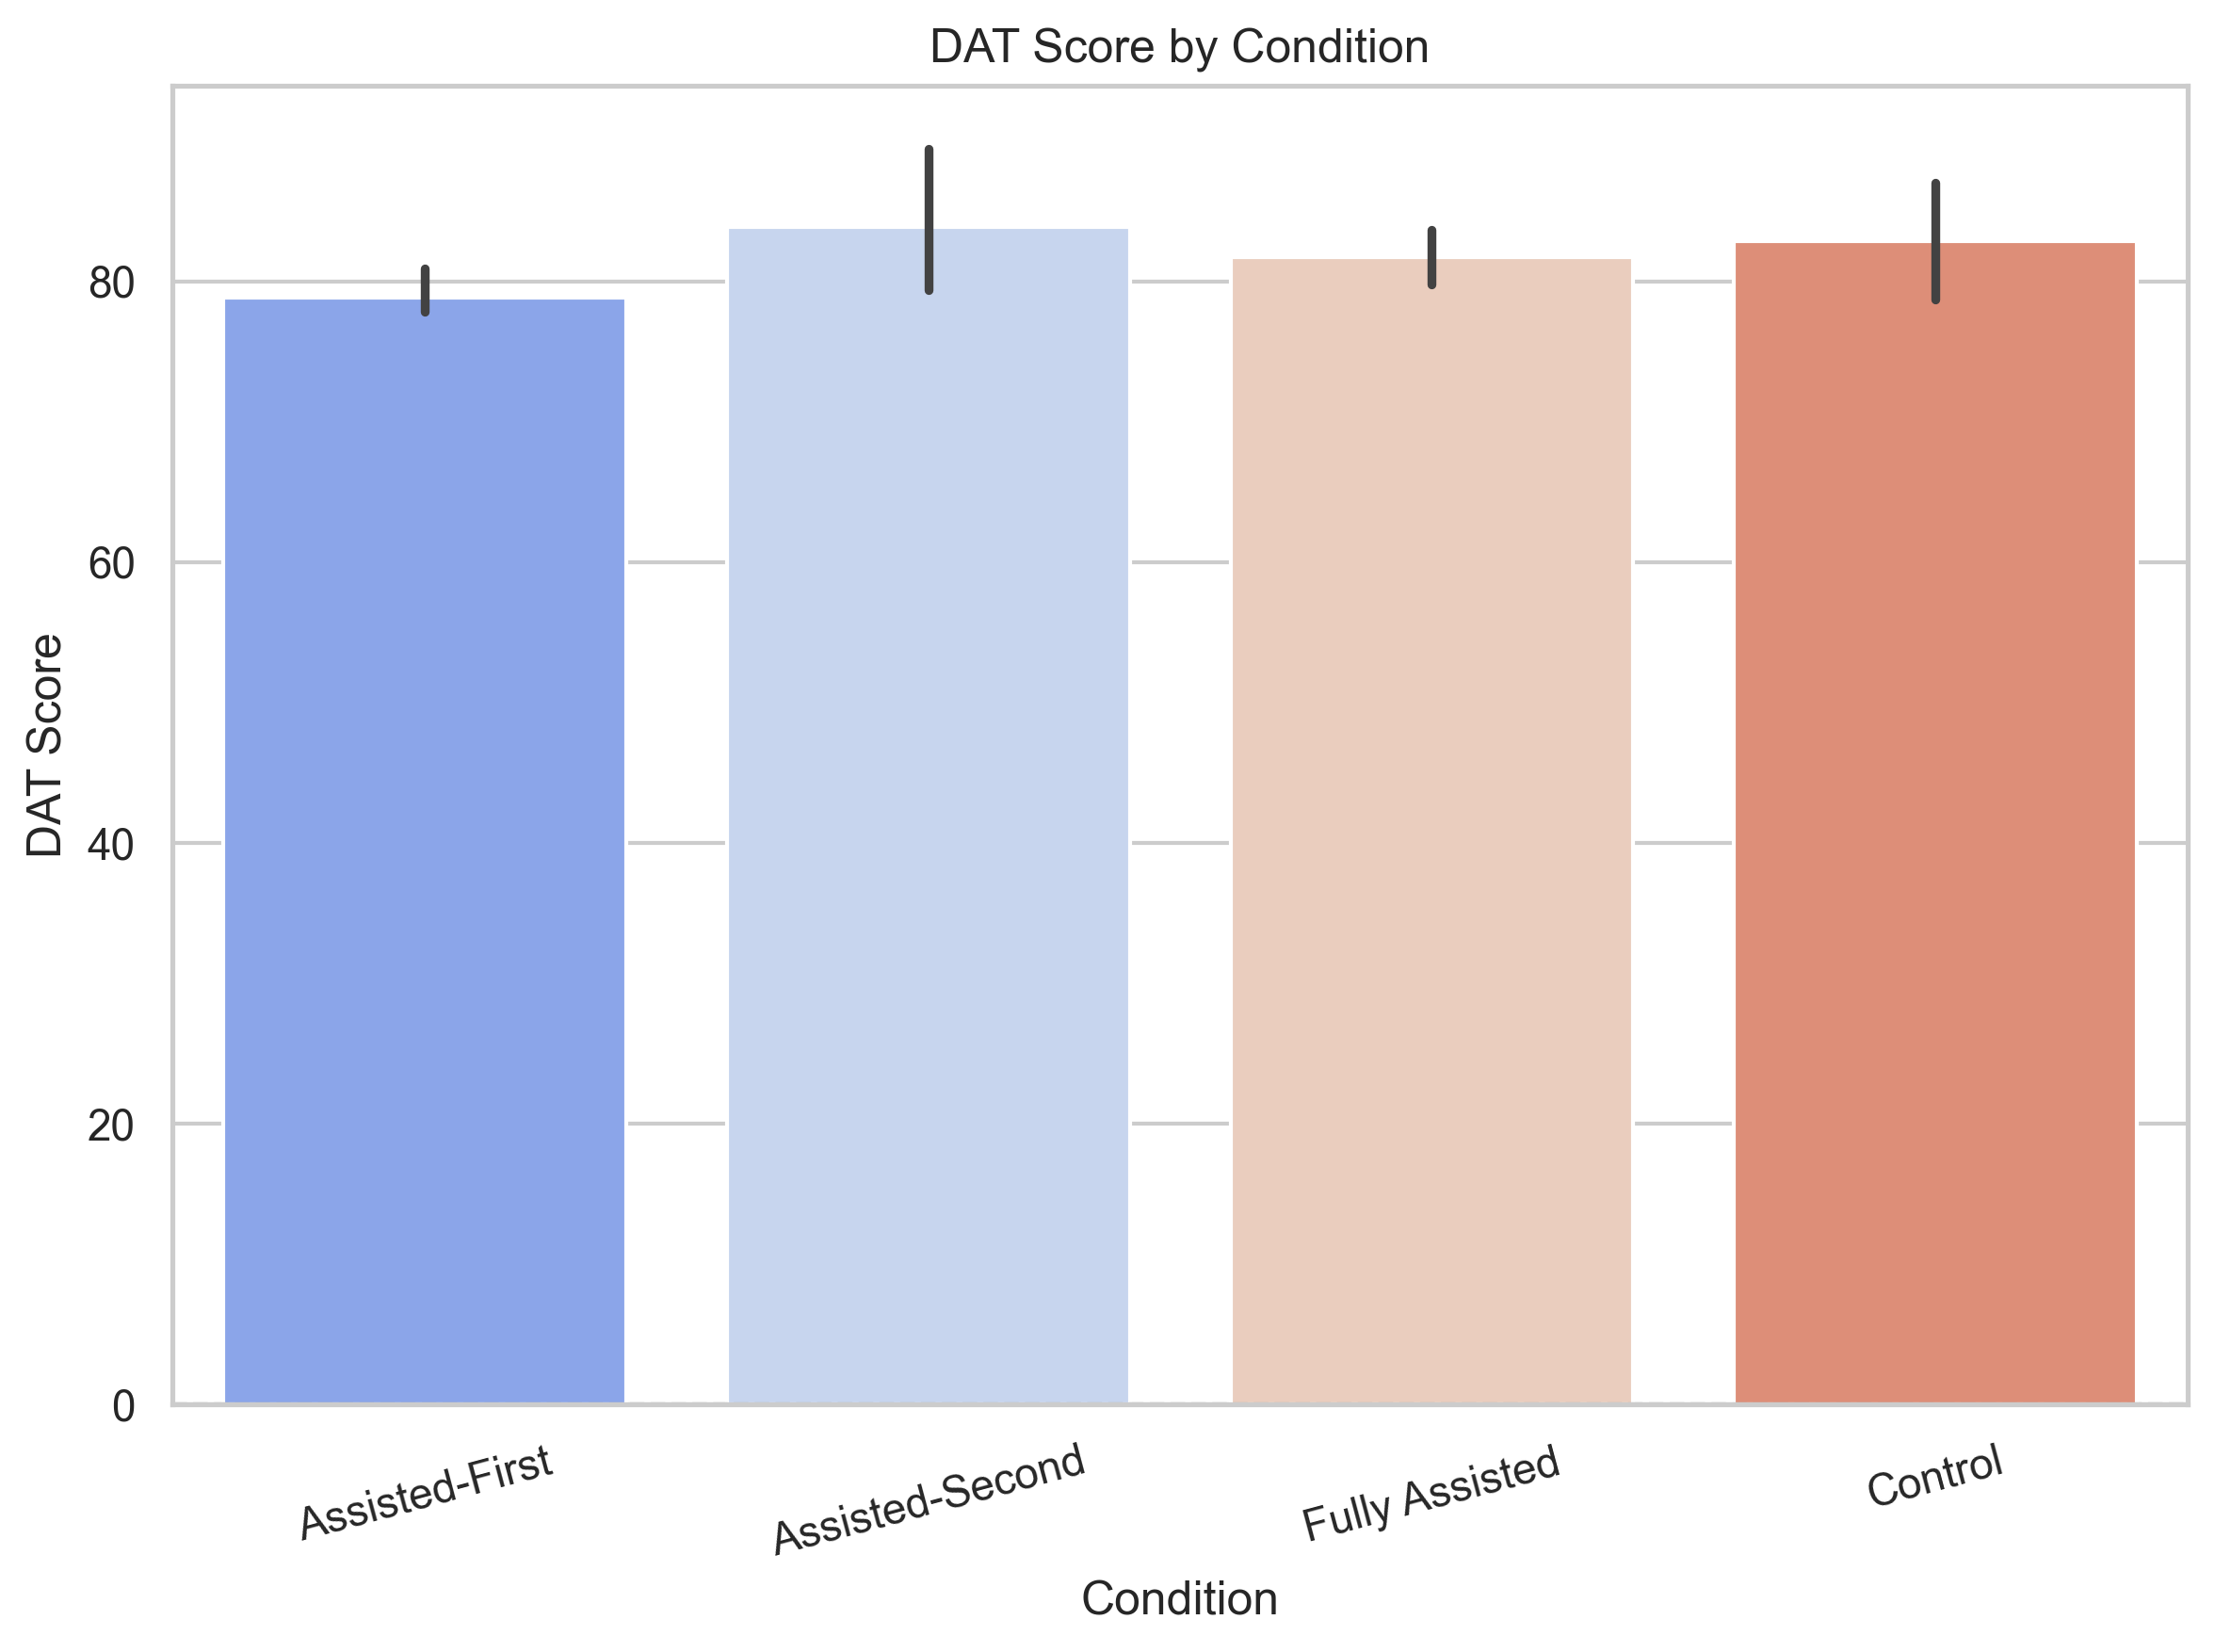 DAT Score by Condition
DAT Score
80
60
40
20
0
Assisted-First
Assisted-Second
Fully Assisted
Control
Condition